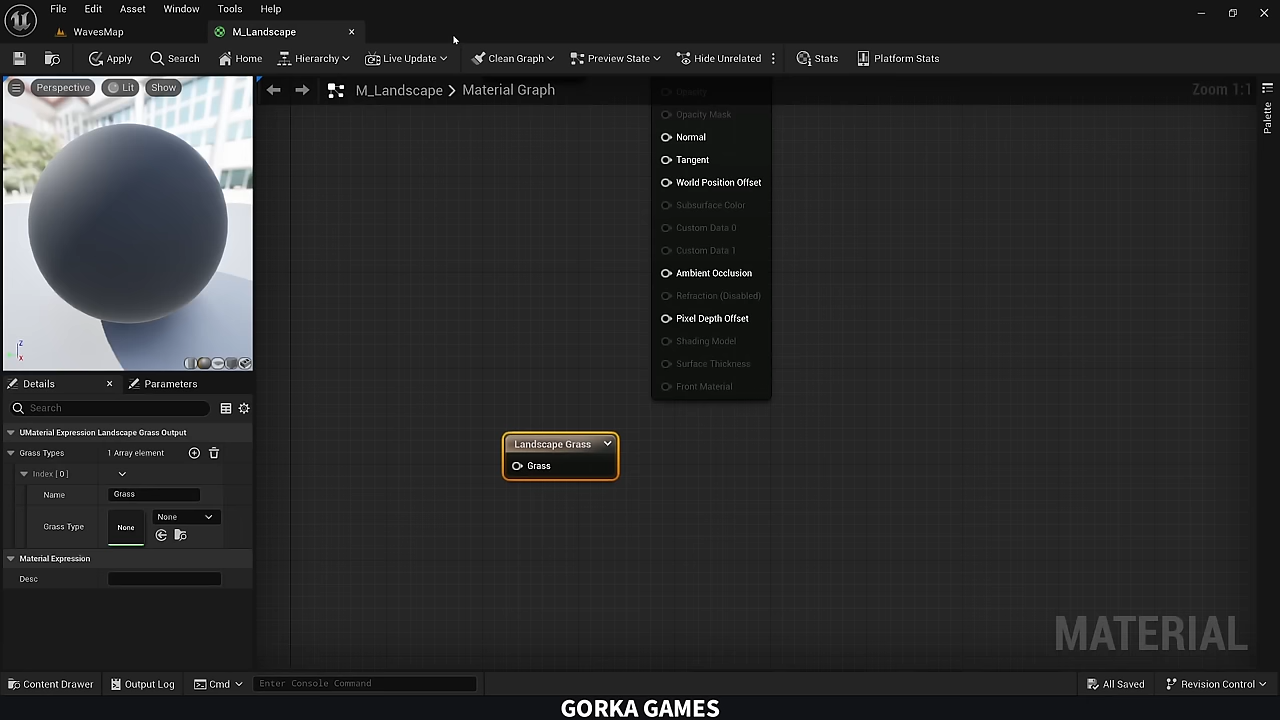 File Edit Asset Window Tools Help
WavesMap M_Landscape
Apply Search Home Hierarchy Live Update Clean Graph Preview State Hide Unrelated Stats Platform Stats
Perspective Lit Show
M_Landscape > Material Graph
Zoom 1:1
Palette
Opacity
Opacity Mask
Normal
Tangent
World Position Offset
Subsurface Color
Custom Data 0
Custom Data 1
Ambient Occlusion
Refraction (Disabled)
Pixel Depth Offset
Shading Model
Surface Thickness
Front Material
Landscape Grass
Grass
Z
X
Details Parameters
Search
UMaterial Expression Landscape Grass Output
Grass Types 1 Array element
Index [ 0 ]
Name Grass
Grass Type None None
Material Expression
Desc
MATERIAL
Content Drawer Output Log Cmd Enter Console Command All Saved Revision Control
GORKA GAMES